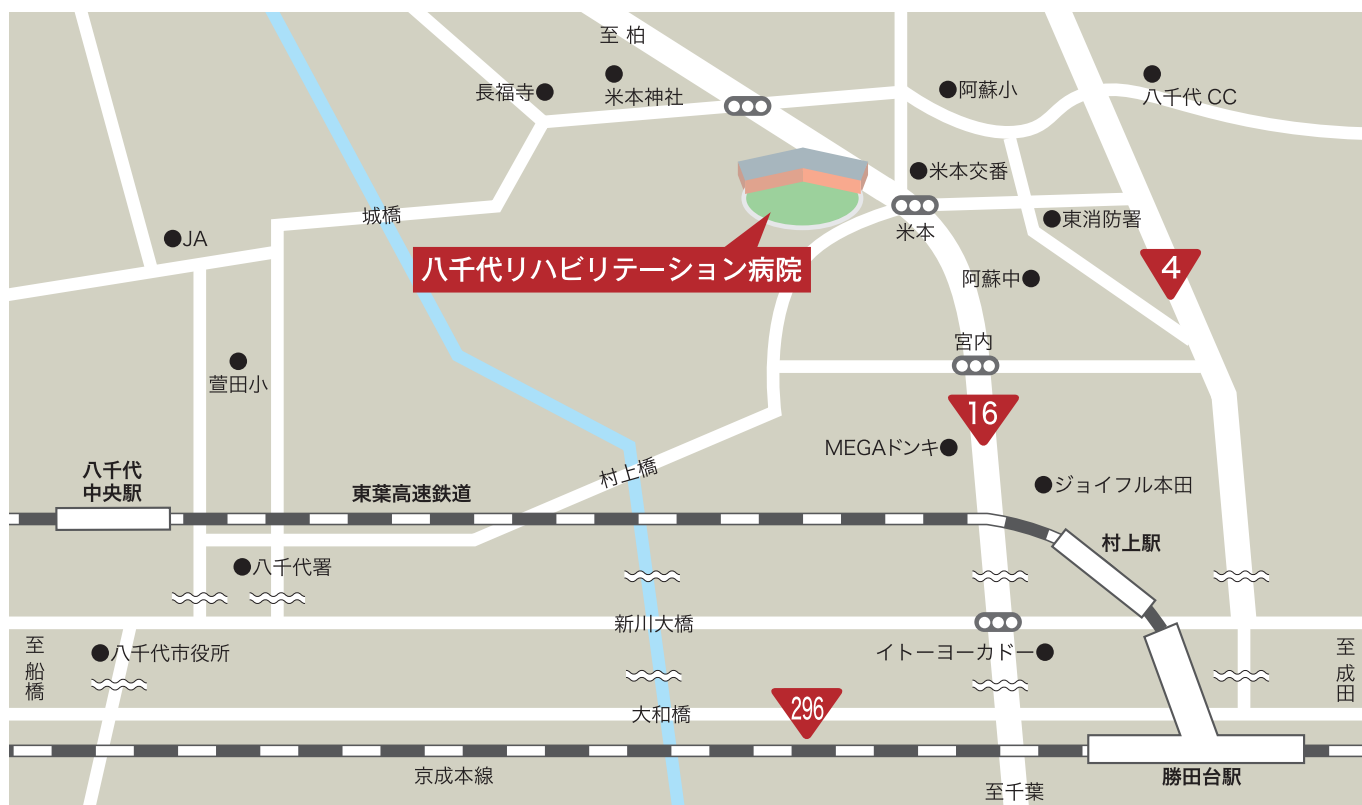 至 柏
長福寺
米本神社
阿蘇小
八千代 CC
米本交番
城橋
東消防署
米本
JA
八千代リハビリテーション病院
4
阿蘇中
宮内
萱田小
16
MEGAドンキ
八千代
中央駅
村上橋
東葉高速鉄道
ジョイフル本田
村上駅
八千代署
新川大橋
至
船
橋
八千代市役所
イトーヨーカドー
至
成
田
大和橋
296
京成本線
勝田台駅
至千葉